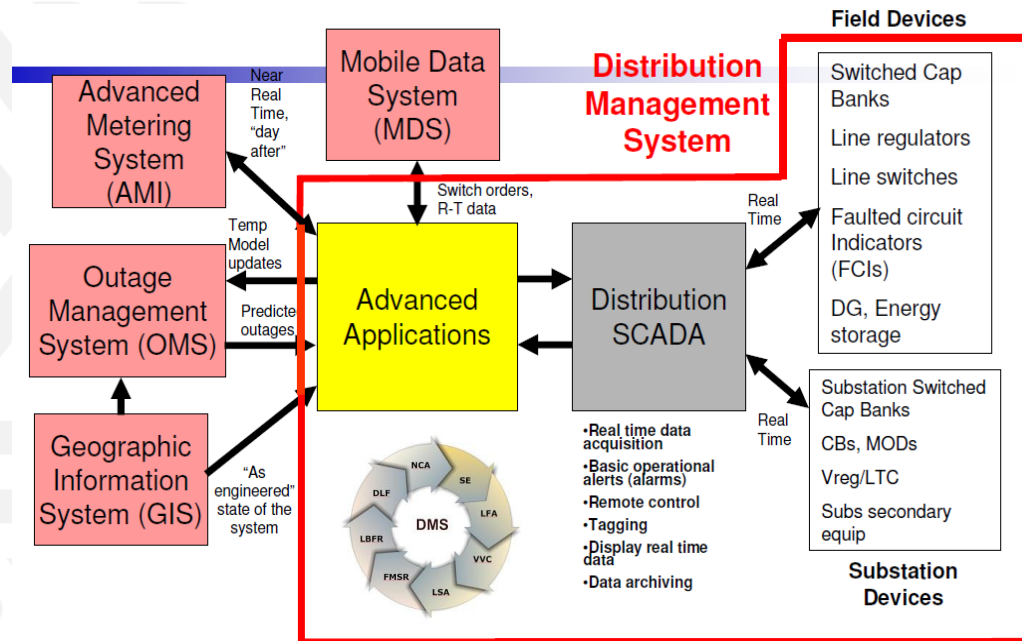 Field Devices
Distribution
Management
System
Mobile Data
System
(MDS)
Near
Real
Time,
“day
after”
Advanced
Metering
System
(AMI)
Switched Cap
Banks
Line regulators
Line switches
Faulted circuit
Indicators
(FCIs)
DG, Energy
storage
Switch orders,
R-T data
Real
Time
Temp
Model
updates
Outage
Management
System (OMS)
Predicte
outages
Advanced
Applications
Distribution
SCADA
Real
Time
Substation Switched
Cap Banks
CBs, MODs
Vreg/LTC
Subs secondary
equip
Substation
Devices
Geographic
Information
System (GIS)
“As
engineered”
state of the
system
DMS
NCA
SE
LFA
VVC
LSA
FMSR
LBFR
DLF
•Real time data
acquisition
•Basic operational
alerts (alarms)
•Remote control
•Tagging
•Display real time
data
•Data archiving